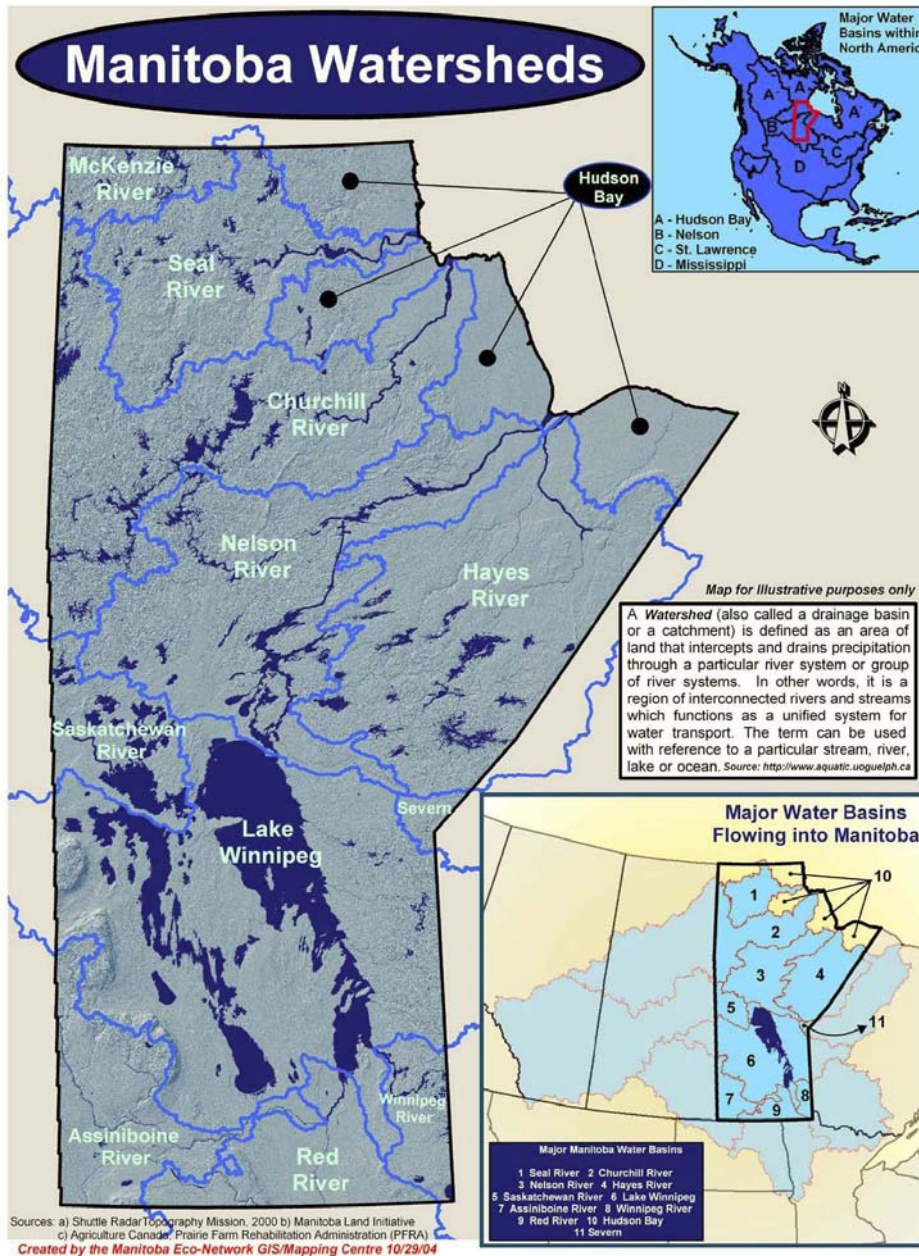 Manitoba Watersheds
Major Water
Basins within
North America
A
A
A
B
C
D
A - Hudson Bay
B - Nelson
C - St. Lawrence
D - Mississippi
McKenzie
River
Hudson
Bay
Seal
River
Churchill
River
N
Nelson
River
Hayes
River
Map for Illustrative purposes only
A Watershed (also called a drainage basin
or a catchment) is defined as an area of
land that intercepts and drains precipitation
through a particular river system or group
of river systems. In other words, it is a
region of interconnected rivers and streams
which functions as a unified system for
water transport. The term can be used
with reference to a particular stream, river,
lake or ocean. Source: http://www.aquatic.uoguelph.ca
Saskatchewan
River
Severn
Lake
Winnipeg
Winnipeg
River
Assiniboine
River
Red
River
Major Water Basins
Flowing into Manitoba
10
1
2
3
4
5
11
6
7
8
9
Major Manitoba Water Basins
1 Seal River 2 Churchill River
3 Nelson River 4 Hayes River
5 Saskatchewan River 6 Lake Winnipeg
7 Assiniboine River 8 Winnipeg River
9 Red River 10 Hudson Bay
11 Severn
Sources: a) Shuttle RadarTopography Mission, 2000 b) Manitoba Land Initiative
c) Agriculture Canada, Prairie Farm Rehabilitation Administration (PFRA)
Created by the Manitoba Eco-Network GIS/Mapping Centre 10/29/04